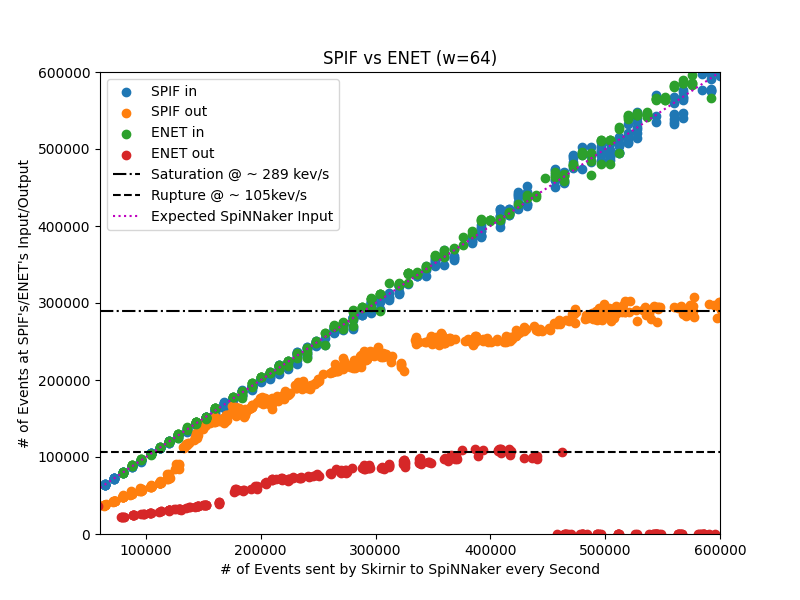 SPIF vs ENET (w=64)
600000
500000
400000
300000
200000
100000
0
# of Events at SPIF's/ENET's Input/Output
SPIF in
SPIF out
ENET in
ENET out
Saturation @ ~ 289 kev/s
Rupture @ ~ 105kev/s
Expected SpiNNaker Input
100000 200000 300000 400000 500000 600000
# of Events sent by Skirnir to SpiNNaker every Second